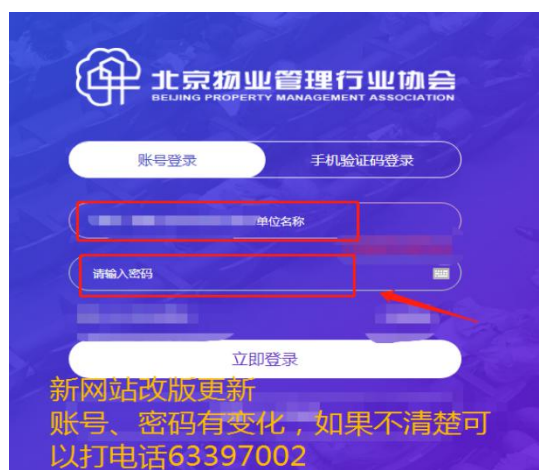 北京物业管理行业协会
BEIJING PROPERTY MANAGEMENT ASSOCIATION
账号登录 手机验证码登录
单位名称
请输入密码
立即登录
新网站改版更新
账号、密码有变化，如果不清楚可
以打电话63397002